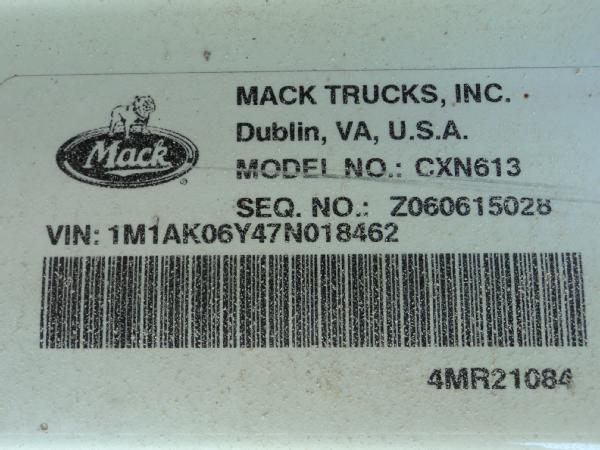 MACK TRUCKS, INC.
Dublin, VA, U.S.A.
Mack
MODEL NO.: CXN613
SEQ. NO.: Z060615028
VIN: 1M1AK06Y47N018462
4MR21084